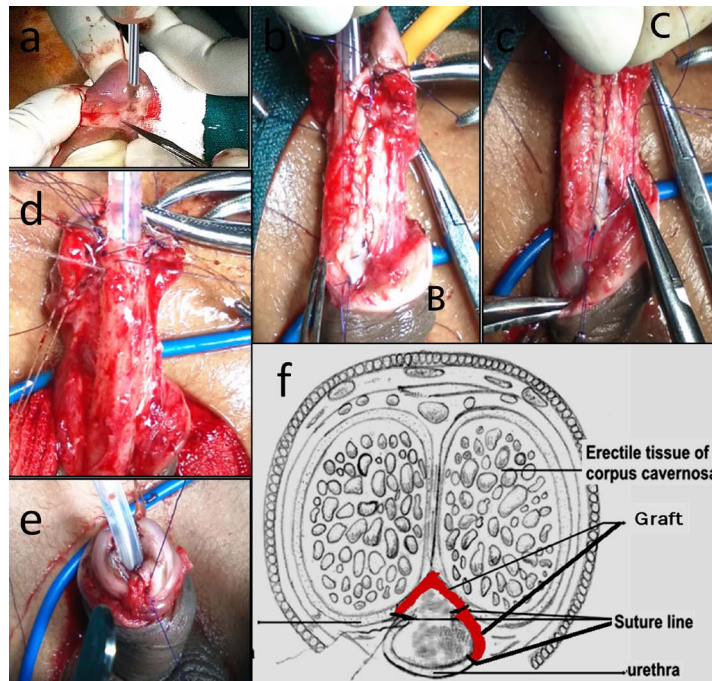 a
b
B
c
C
d
e
f
Erectile tissue of
corpus cavernosa
Graft
Suture line
urethra